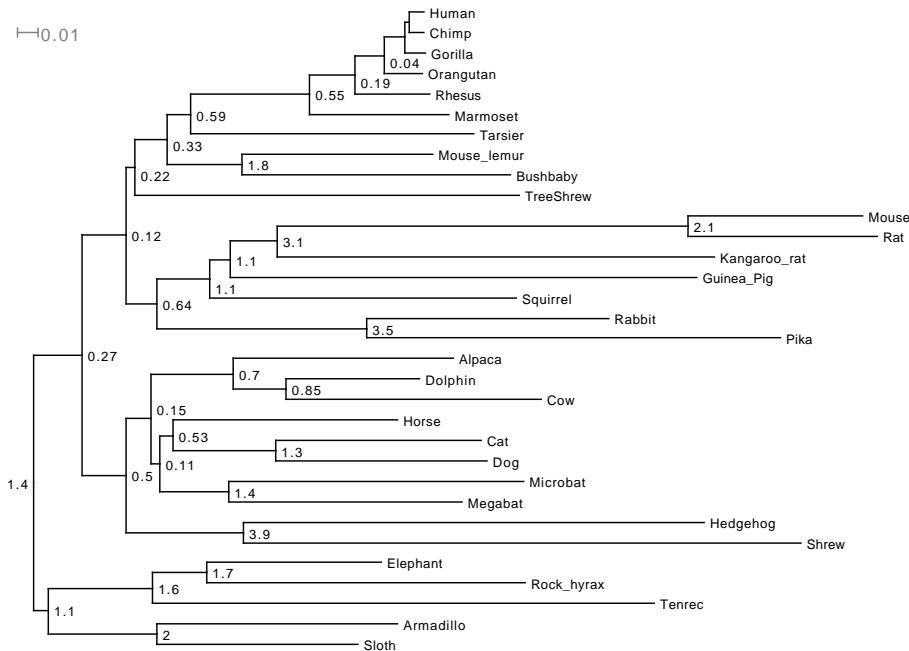 Human
0.01
Chimp
Gorilla
0.04
Orangutan
0.19
Rhesus
0.55
Marmoset
0.59
Tarsier
0.33
Mouse_lemur
1.8
Bushbaby
0.22
TreeShrew
Mouse
2.1
Rat
0.12
3.1
Kangaroo_rat
1.1
Guinea_Pig
1.1
Squirrel
0.64
Rabbit
3.5
Pika
0.27
Alpaca
0.7
Dolphin
0.85
Cow
0.15
Horse
0.53
Cat
1.3
Dog
0.11
0.5
Microbat
1.4
1.4
Megabat
Hedgehog
3.9
Shrew
Elephant
1.7
Rock_hyrax
1.6
Tenrec
1.1
Armadillo
2
Sloth